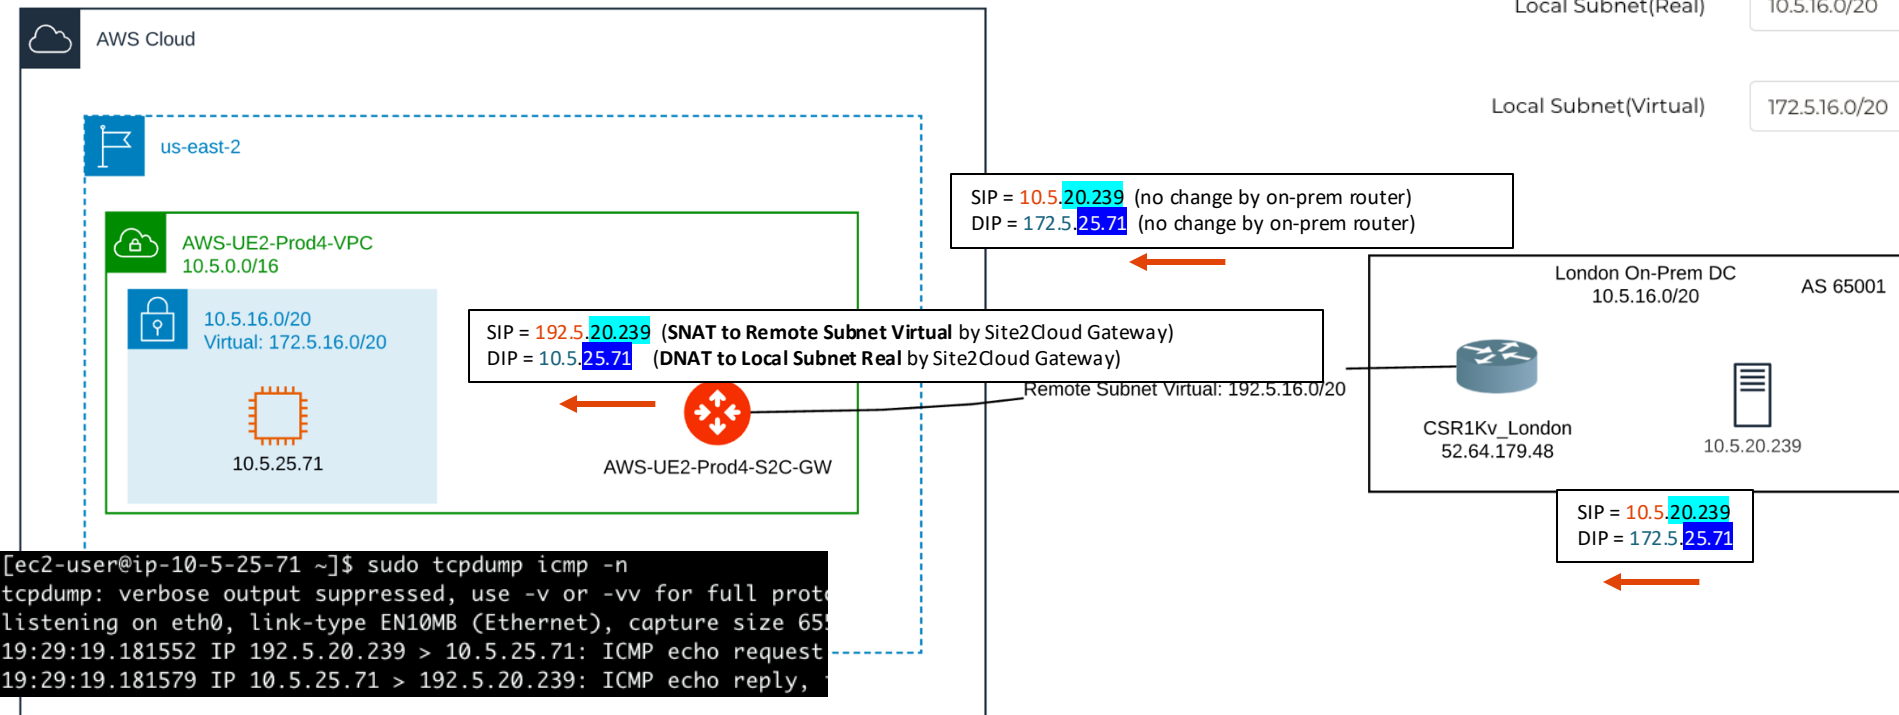 Local Subnet(Real)
10.5.16.0/20
AWS Cloud
Local Subnet(Virtual)
172.5.16.0/20
us-east-2
SIP = 10.5.20.239 (no change by on-prem router)
DIP = 172.5.25.71 (no change by on-prem router)
AWS-UE2-Prod4-VPC
10.5.0.0/16
London On-Prem DC
10.5.16.0/20
AS 65001
10.5.16.0/20
Virtual: 172.5.16.0/20
SIP = 192.5.20.239 (SNAT to Remote Subnet Virtual by Site2Cloud Gateway)
DIP = 10.5.25.71 (DNAT to Local Subnet Real by Site2Cloud Gateway)
Remote Subnet Virtual: 192.5.16.0/20
10.5.25.71
AWS-UE2-Prod4-S2C-GW
CSR1Kv_London
52.64.179.48
10.5.20.239
SIP = 10.5.20.239
DIP = 172.5.25.71
[ec2-user@ip-10-5-25-71 ~]$ sudo tcpdump icmp -n
tcpdump: verbose output suppressed, use -v or -vv for full proto
listening on eth0, link-type EN10MB (Ethernet), capture size 655
19:29:19.181552 IP 192.5.20.239 > 10.5.25.71: ICMP echo request
19:29:19.181579 IP 10.5.25.71 > 192.5.20.239: ICMP echo reply,